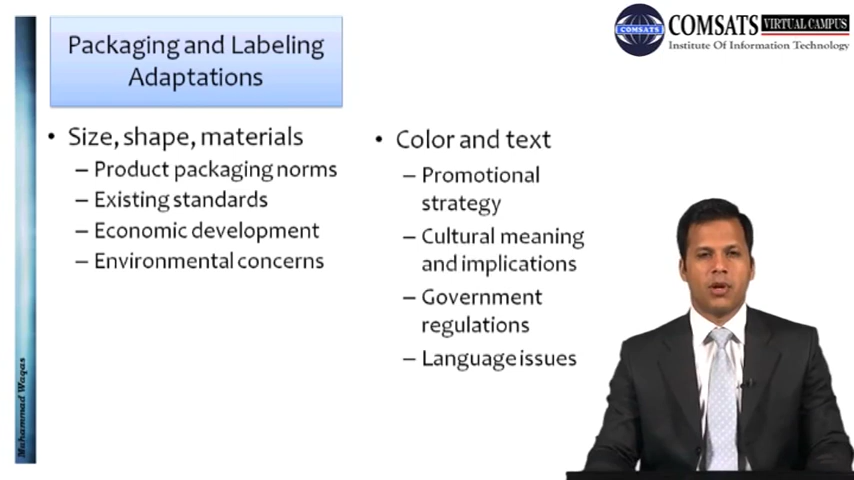 Packaging and Labeling
Adaptations
• Size, shape, materials
– Product packaging norms
– Existing standards
– Economic development
– Environmental concerns
• Color and text
– Promotional
strategy
– Cultural meaning
and implications
– Government
regulations
– Language issues
COMSATS
COMSATS VIRTUAL CAMPUS
Institute Of Information Technology
Muhammad Waqas